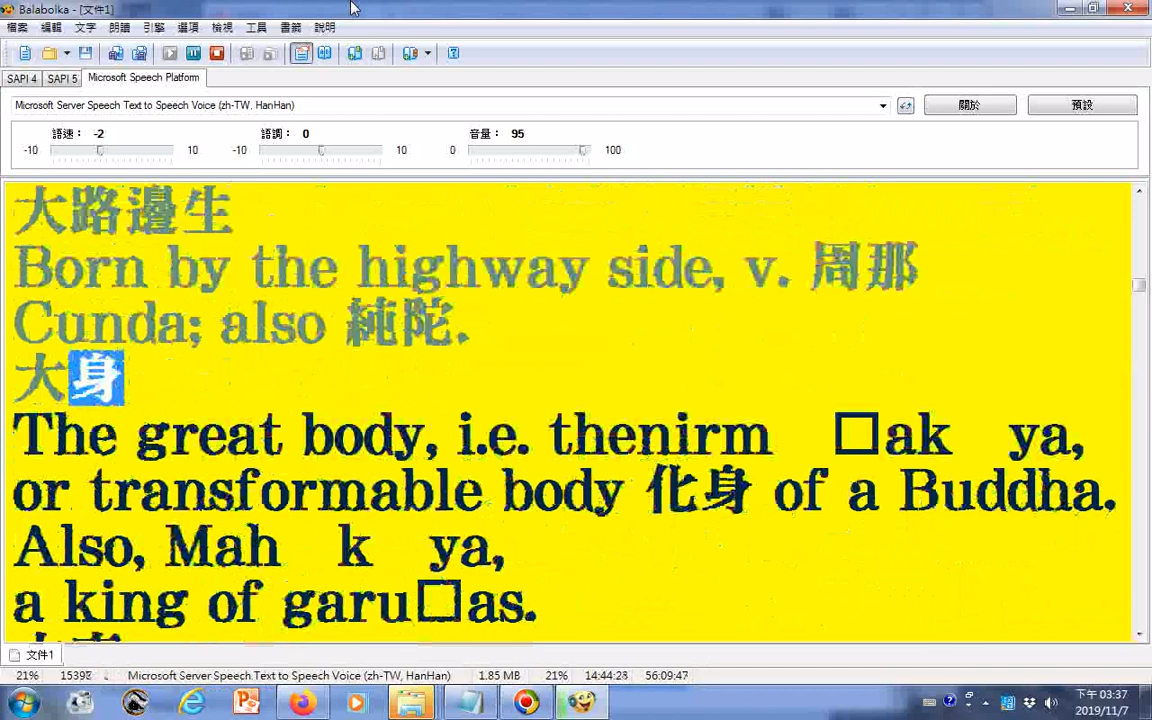 Balabolka - [文件1]
檔案 編輯 文字 朗讀 引擎 選項 檢視 工具 書籤 說明
SAPI 4 SAPI 5 Microsoft Speech Platform
Microsoft Server Speech Text to Speech Voice (zh-TW, HanHan) 關於 預設
語速： -2 語調： 0 音量： 95
-10 10 -10 10 0 100
大路邊生
Born by the highway side, v. 周那
Cunda; also 純陀.
大身
The great body, i.e. thenirm □ak ya,
or transformable body 化身 of a Buddha.
Also, Mah k ya,
a king of garu□as.
文件1
21% Microsoft Server Speech Text to Speech Voice (zh-TW, HanHan) 1.85 MB 21% 14:44:28 56:09:47
下午 03:37
2019/11/7